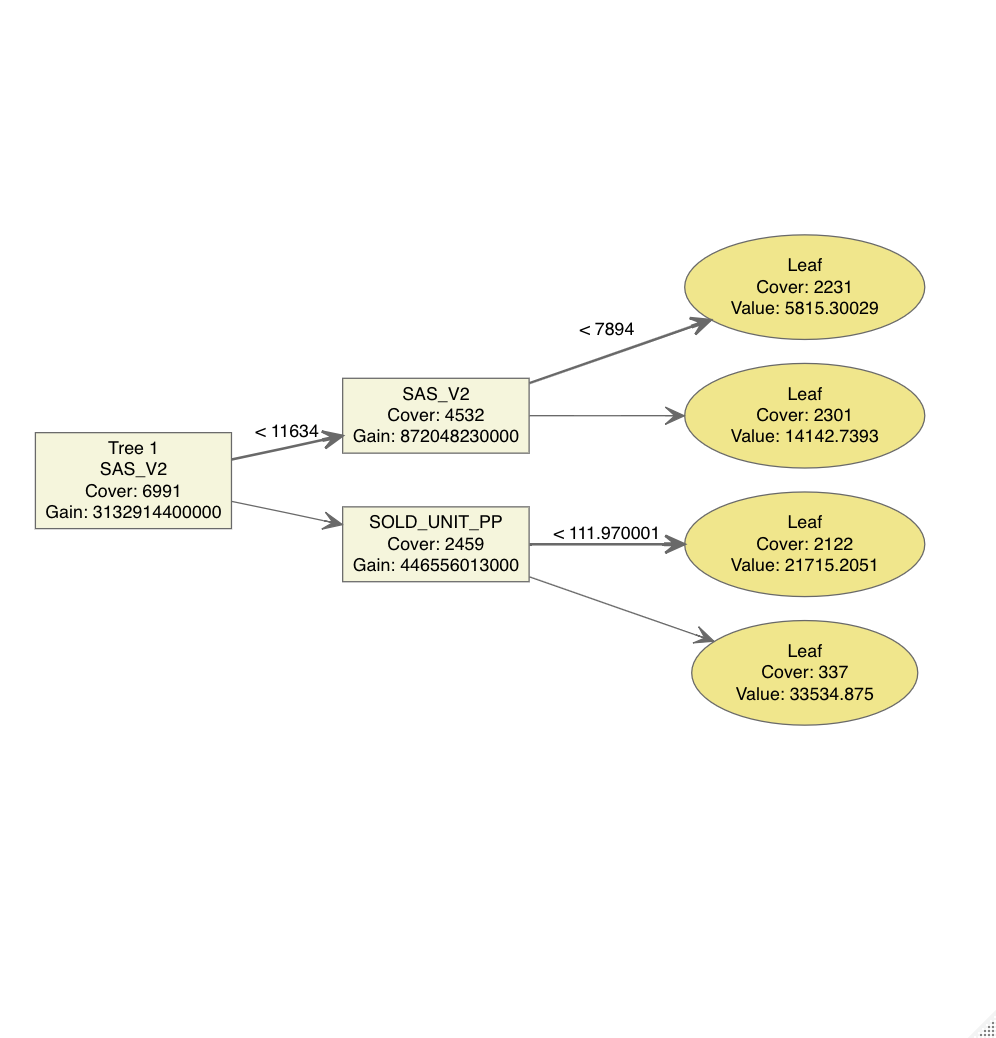 Leaf
Cover: 2231
Value: 5815.30029
< 7894
SAS_V2
Cover: 4532
Gain: 872048230000
Leaf
Cover: 2301
Value: 14142.7393
< 11634
Tree 1
SAS_V2
Cover: 6991
Gain: 3132914400000
SOLD_UNIT_PP
Cover: 2459
Gain: 446556013000
< 111.970001
Leaf
Cover: 2122
Value: 21715.2051
Leaf
Cover: 337
Value: 33534.875